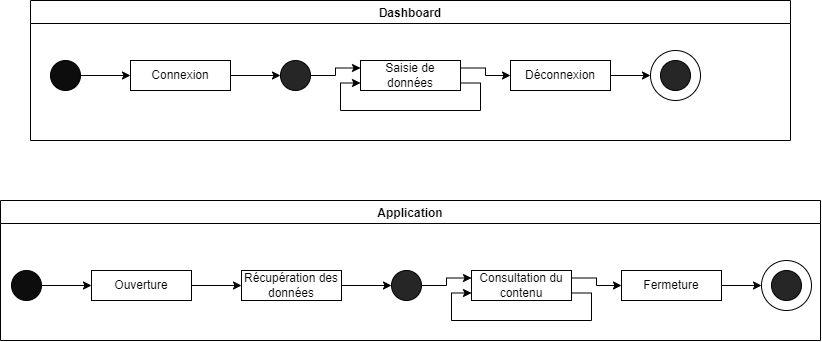 Dashboard
Connexion
Saisie de
données
Déconnexion
Application
Ouverture
Récupération des
données
Consultation du
contenu
Fermeture